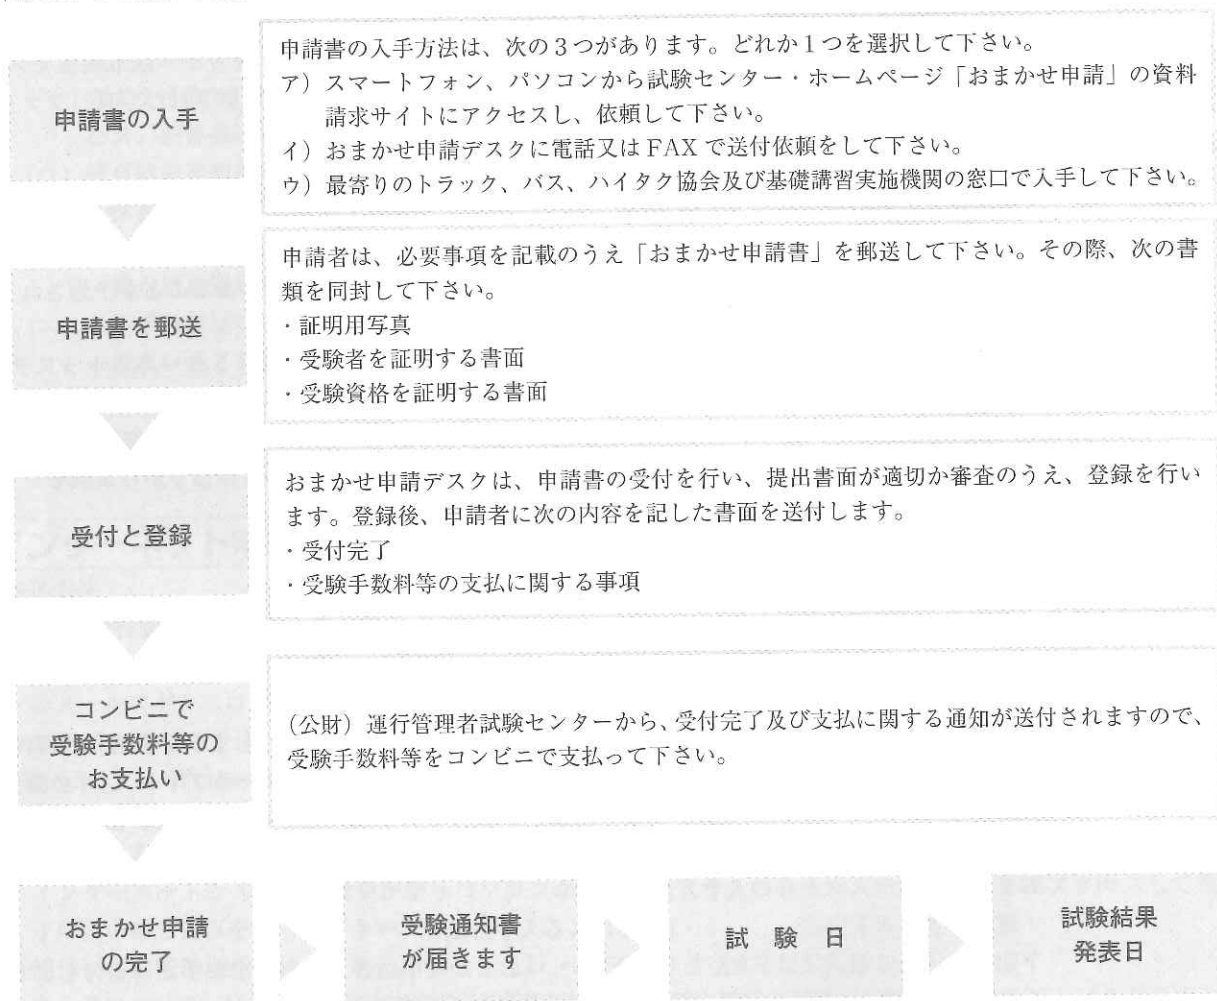 申請書の入手
申請書の入手方法は、次の3つがあります。どれか1つを選択して下さい。
ア）スマートフォン、パソコンから試験センター・ホームページ「おまかせ申請」の資料
請求サイトにアクセスし、依頼して下さい。
イ）おまかせ申請デスクに電話又はFAXで送付依頼をして下さい。
ウ）最寄りのトラック、バス、ハイタク協会及び基礎講習実施機関の窓口で入手して下さい。
申請書を郵送
申請者は、必要事項を記載のうえ「おまかせ申請書」を郵送して下さい。その際、次の書
類を同封して下さい。
・証明用写真
・受験者を証明する書面
・受験資格を証明する書面
受付と登録
おまかせ申請デスクは、申請書の受付を行い、提出書面が適切か審査のうえ、登録を行い
ます。登録後、申請者に次の内容を記した書面を送付します。
・受付完了
・受験手数料等の支払に関する事項
コンビニで
受験手数料等の
お支払い
（公財）運行管理者試験センターから、受付完了及び支払に関する通知が送付されますので、
受験手数料等をコンビニで支払って下さい。
おまかせ申請
の完了
受験通知書
が届きます
試　験　日
試験結果
発表日